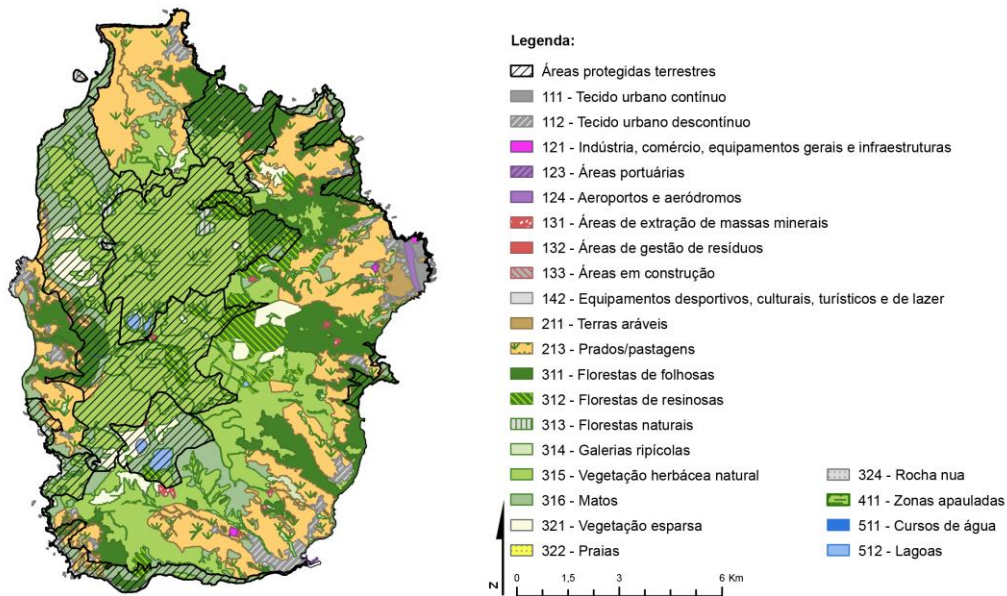 Legenda:
Áreas protegidas terrestres
111 - Tecido urbano contínuo
112 - Tecido urbano descontínuo
121 - Indústria, comércio, equipamentos gerais e infraestruturas
123 - Áreas portuárias
124 - Aeroportos e aeródromos
131 - Áreas de extração de massas minerais
132 - Áreas de gestão de resíduos
133 - Áreas em construção
142 - Equipamentos desportivos, culturais, turísticos e de lazer
211 - Terras aráveis
213 - Prados/pastagens
311 - Florestas de folhosas
312 - Florestas de resinosas
313 - Florestas naturais
314 - Galerias ripícolas
315 - Vegetação herbácea natural
316 - Matos
321 - Vegetação esparsa
322 - Praias
324 - Rocha nua
411 - Zonas apauladas
511 - Cursos de água
512 - Lagoas
N
0 1,5 3 6 Km